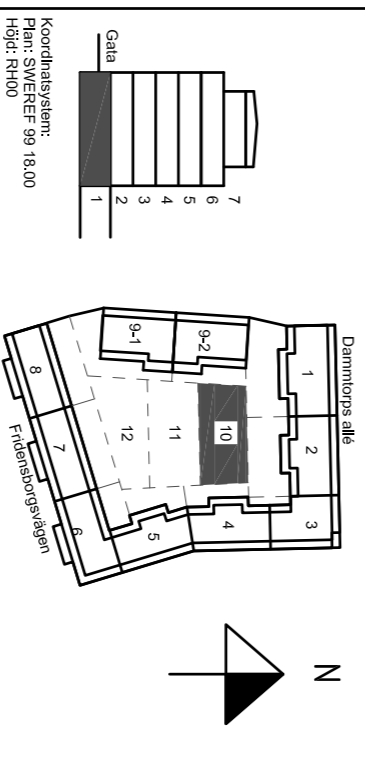 Gata
1
2
3
4
5
6
7
Koordinatsystem:
Plan: SWEREF 99 18.00
Höjd: RH00
Dammtorps allé
1
2
3
4
5
6
7
8
9-1
9-2
10
11
12
Fridensborgsvägen
N